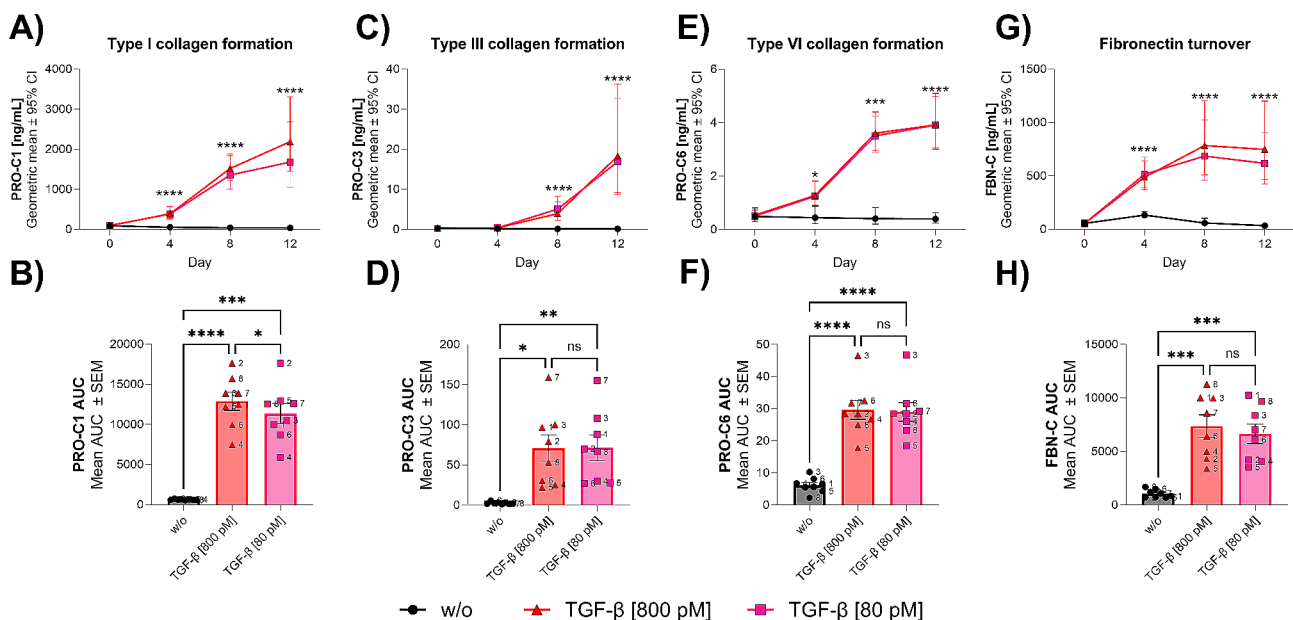 A)
Type I collagen formation
PRO-C1 [ng/mL]
Geometric mean ± 95% CI
4000
3000
2000
1000
0
****
****
****
0 4 8 12
Day
C)
Type III collagen formation
PRO-C3 [ng/mL]
Geometric mean ± 95% CI
40
30
20
10
0
****
****
0 4 8 12
Day
E)
Type VI collagen formation
PRO-C6 [ng/mL]
Geometric mean ± 95% CI
6
4
2
0
*
***
****
0 4 8 12
Day
G)
Fibronectin turnover
FBN-C [ng/mL]
Geometric mean ± 95% CI
1500
1000
500
0
****
****
****
0 4 8 12
Day
B)
PRO-C1 AUC
Mean AUC ± SEM
20000
15000
10000
5000
0
***
****
*
w/o
TGF-β [800 pM]
TGF-β [80 pM]
D)
PRO-C3 AUC
Mean AUC ± SEM
200
150
100
50
0
**
*
ns
w/o
TGF-β [800 pM]
TGF-β [80 pM]
F)
PRO-C6 AUC
Mean AUC ± SEM
50
40
30
20
10
0
****
****
ns
w/o
TGF-β [800 pM]
TGF-β [80 pM]
H)
FBN-C AUC
Mean AUC ± SEM
15000
10000
5000
0
***
***
ns
w/o
TGF-β [800 pM]
TGF-β [80 pM]
w/o TGF-β [800 pM] TGF-β [80 pM]